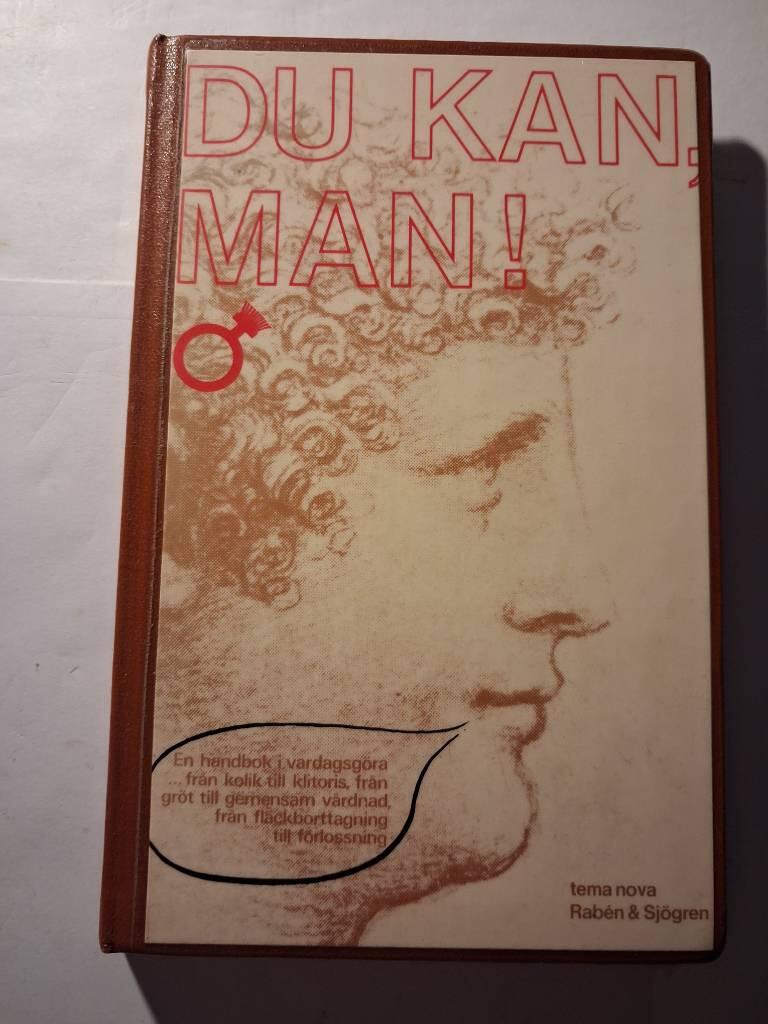 DU KAN,
MAN!
En handbok i vardagsgöra
...från kolik till klitoris, från
gröt till gemensam vårdnad,
från fläckborttagning
till förlossning
tema nova
Rabén & Sjögren